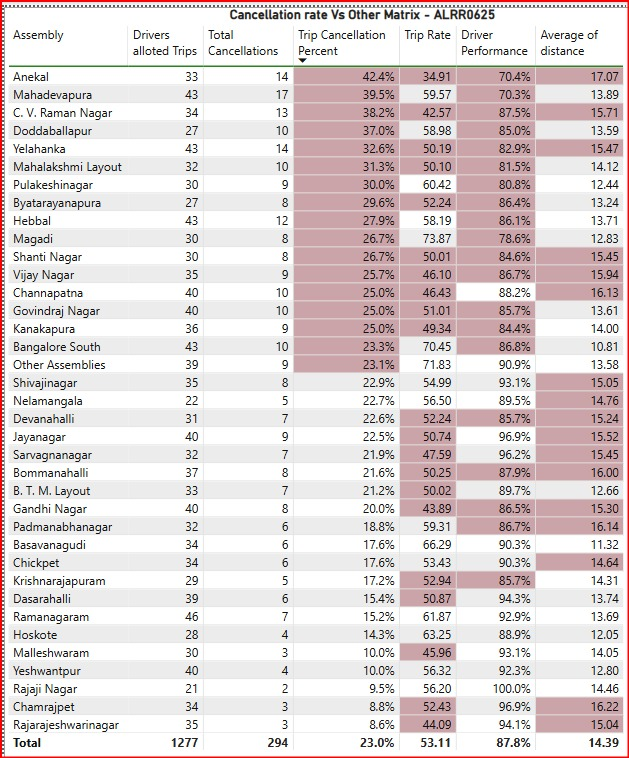 Cancellation rate Vs Other Matrix - ALRR0625
Assembly Drivers alloted Trips Total Cancellations Trip Cancellation Percent Trip Rate Driver Performance Average of distance
Anekal 33 14 42.4% 34.91 70.4% 17.07
Mahadevapura 43 17 39.5% 59.57 70.3% 13.89
C. V. Raman Nagar 34 13 38.2% 42.57 87.5% 15.71
Doddaballapur 27 10 37.0% 58.98 85.0% 13.59
Yelahanka 43 14 32.6% 50.19 82.9% 15.47
Mahalakshmi Layout 32 10 31.3% 50.10 81.5% 14.12
Pulakeshinagar 30 9 30.0% 60.42 80.8% 12.44
Byatarayanapura 27 8 29.6% 52.24 86.4% 13.24
Hebbal 43 12 27.9% 58.19 86.1% 13.71
Magadi 30 8 26.7% 73.87 78.6% 12.83
Shanti Nagar 30 8 26.7% 50.01 84.6% 15.45
Vijay Nagar 35 9 25.7% 46.10 86.7% 15.94
Channapatna 40 10 25.0% 46.43 88.2% 16.13
Govindraj Nagar 40 10 25.0% 51.01 85.7% 13.61
Kanakapura 36 9 25.0% 49.34 84.4% 14.00
Bangalore South 43 10 23.3% 70.45 86.8% 10.81
Other Assemblies 39 9 23.1% 71.83 90.9% 13.58
Shivajinagar 35 8 22.9% 54.99 93.1% 15.05
Nelamangala 22 5 22.7% 56.50 89.5% 14.76
Devanahalli 31 7 22.6% 52.24 85.7% 15.24
Jayanagar 40 9 22.5% 50.74 96.9% 15.52
Sarvagnanagar 32 7 21.9% 47.59 96.2% 15.45
Bommanahalli 37 8 21.6% 50.25 87.9% 16.00
B. T. M. Layout 33 7 21.2% 50.02 89.7% 12.66
Gandhi Nagar 40 8 20.0% 43.89 86.5% 15.30
Padmanabhanagar 32 6 18.8% 59.31 86.7% 16.14
Basavanagudi 34 6 17.6% 66.29 90.3% 11.32
Chickpet 34 6 17.6% 53.43 90.3% 14.64
Krishnarajapuram 29 5 17.2% 52.94 85.7% 14.31
Dasarahalli 39 6 15.4% 50.87 94.3% 13.74
Ramanagaram 46 7 15.2% 61.87 92.9% 13.69
Hoskote 28 4 14.3% 63.25 88.9% 12.05
Malleshwaram 30 3 10.0% 45.96 93.1% 14.05
Yeshwantpur 40 4 10.0% 56.32 92.3% 12.80
Rajaji Nagar 21 2 9.5% 56.20 100.0% 14.46
Chamrajpet 34 3 8.8% 52.43 96.9% 16.22
Rajarajeshwarinagar 35 3 8.6% 44.09 94.1% 15.04
Total 1277 294 23.0% 53.11 87.8% 14.39